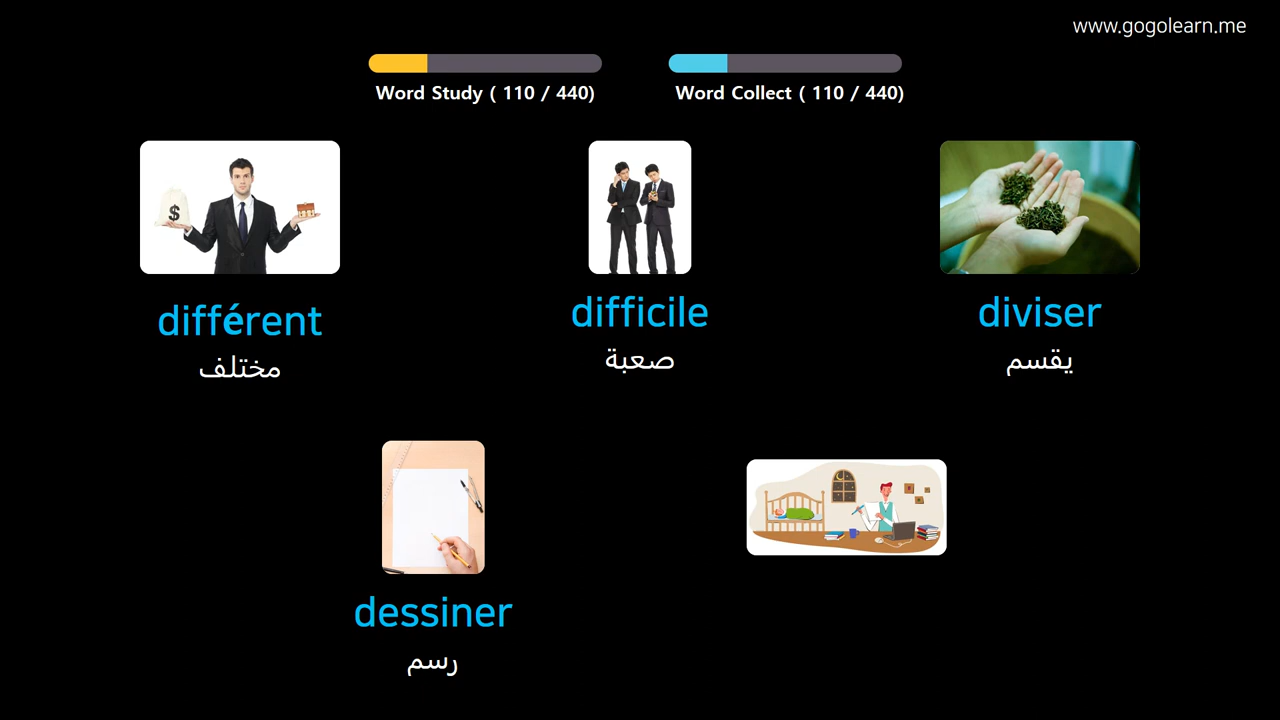 www.gogolearn.me
Word Study ( 110 / 440)
Word Collect ( 110 / 440)
différent
مختلف
difficile
صعبة
diviser
يقسم
dessiner
رسم